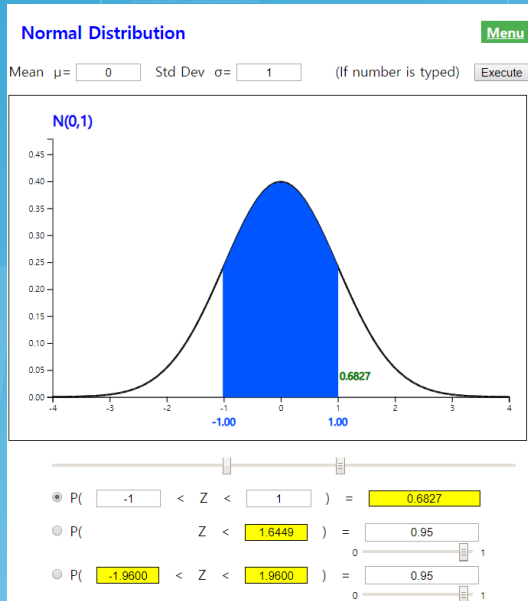 Normal Distribution Menu
Mean μ= 0 Std Dev σ= 1 (If number is typed) Execute
N(0,1)
0.45
0.40
0.35
0.30
0.25
0.20
0.15
0.10
0.05
0.6827
0.00
-4 -3 -2 -1 0 1 2 3 4
-1.00 1.00
P( -1 < Z < 1 ) = 0.6827
P( Z < 1.6449 ) = 0.95
0 1
P( -1.9600 < Z < 1.9600 ) = 0.95
0 1